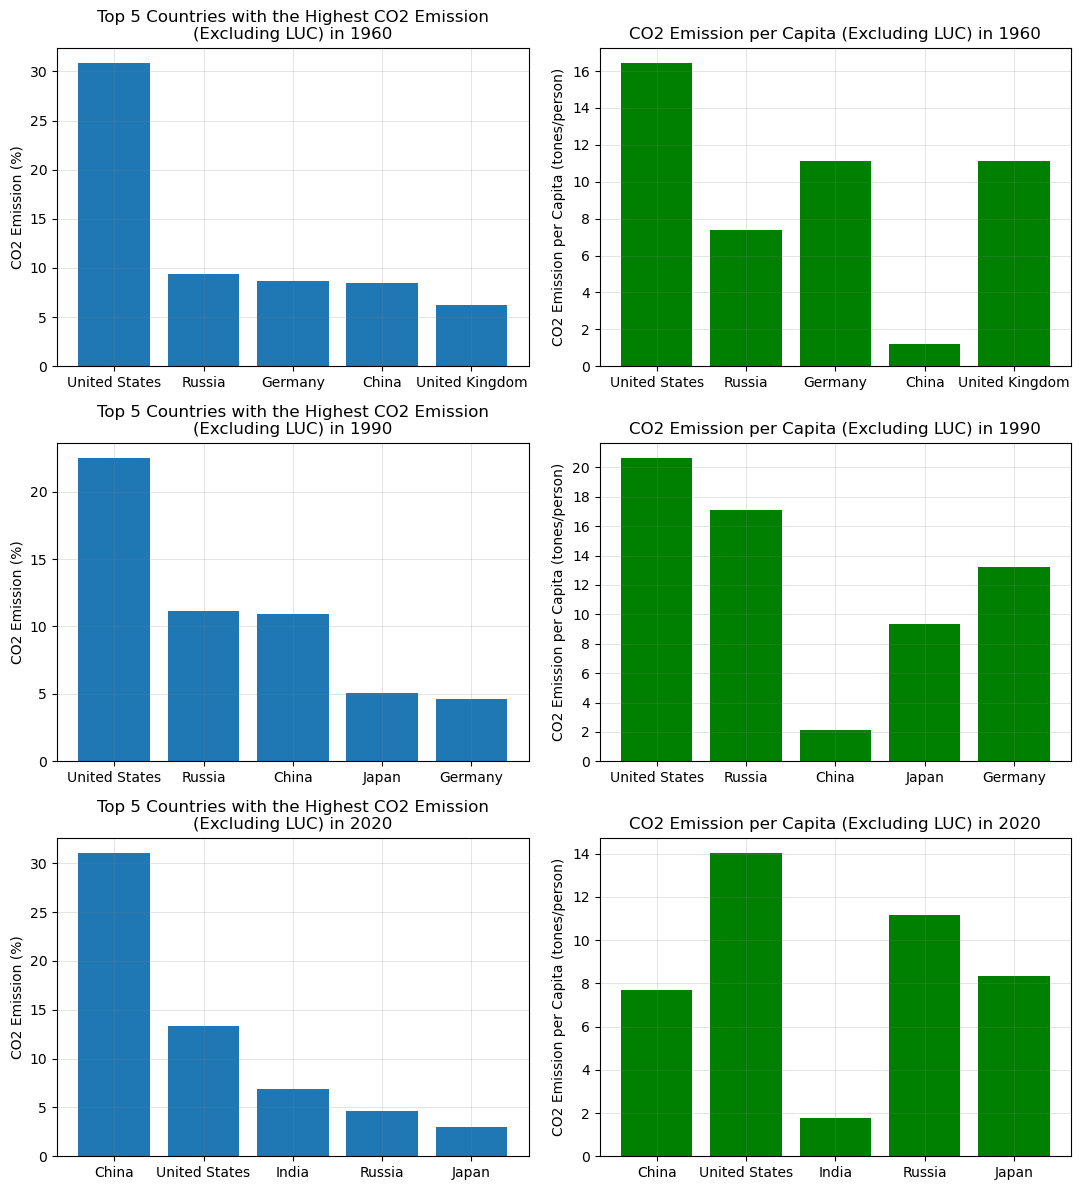 Top 5 Countries with the Highest CO2 Emission
(Excluding LUC) in 1960
CO2 Emission (%)
30
25
20
15
10
5
0
United States Russia Germany China United Kingdom
CO2 Emission per Capita (Excluding LUC) in 1960
CO2 Emission per Capita (tones/person)
16
14
12
10
8
6
4
2
0
United States Russia Germany China United Kingdom
Top 5 Countries with the Highest CO2 Emission
(Excluding LUC) in 1990
CO2 Emission (%)
20
15
10
5
0
United States Russia China Japan Germany
CO2 Emission per Capita (Excluding LUC) in 1990
CO2 Emission per Capita (tones/person)
20
18
16
14
12
10
8
6
4
2
0
United States Russia China Japan Germany
Top 5 Countries with the Highest CO2 Emission
(Excluding LUC) in 2020
CO2 Emission (%)
30
25
20
15
10
5
0
China United States India Russia Japan
CO2 Emission per Capita (Excluding LUC) in 2020
CO2 Emission per Capita (tones/person)
14
12
10
8
6
4
2
0
China United States India Russia Japan